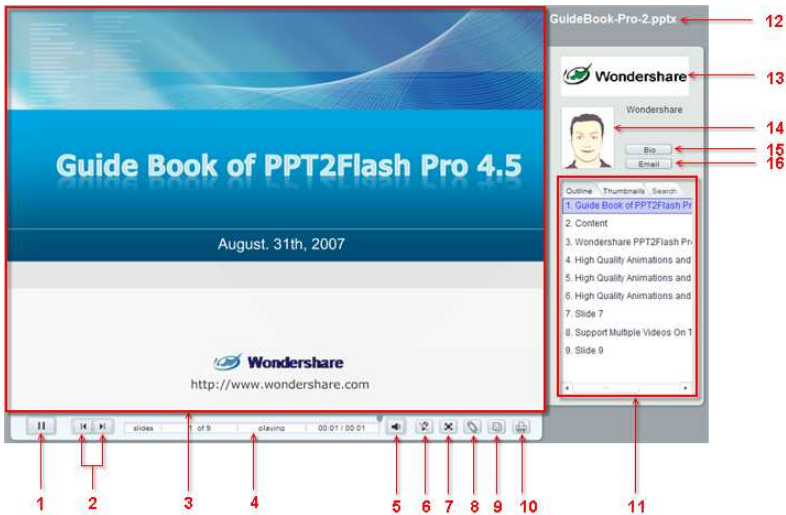 GuideBook-Pro-2.pptx
12
Wondershare
13
Wondershare
14
Bio
15
Email
16
Guide Book of PPT2Flash Pro 4.5
August. 31th, 2007
Wondershare
http://www.wondershare.com
Outline Thumbnails Search
1. Guide Book of PPT2Flash Pr
2. Content
3. Wondershare PPT2Flash Pr
4. High Quality Animations and
5. High Quality Animations and
6. High Quality Animations and
7. Slide 7
8. Support Multiple Videos On T
9. Slide 9
slides 1 of 9 playing 00:01 / 00:01
1 2 3 4 5 6 7 8 9 10 11